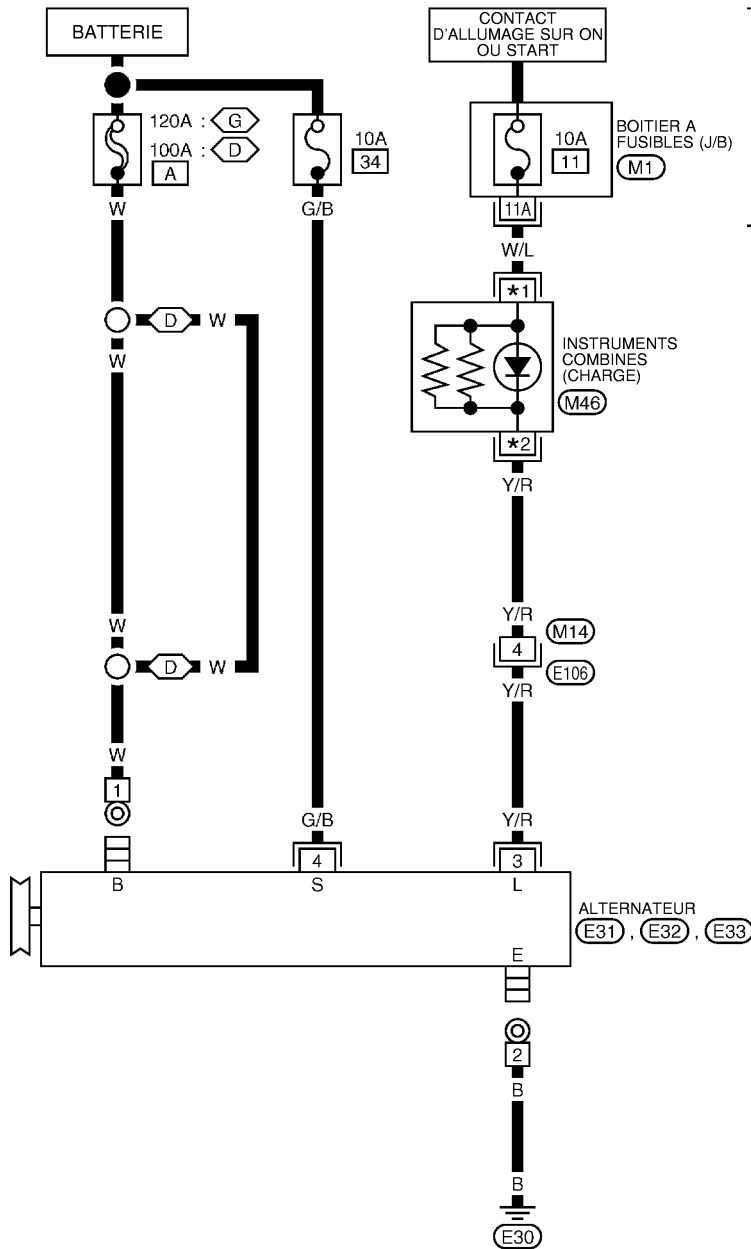 BATTERIE
CONTACT
D'ALLUMAGE SUR ON
OU START
120A : G
100A : D
A
10A
34
10A
11
BOITIER A
FUSIBLES (J/B)
M1
11A
W
G/B
W/L
*1
D W
W
INSTRUMENTS
COMBINES
(CHARGE)
M46
*2
Y/R
W
Y/R
M14
4
E106
D W
Y/R
W
1
G/B
Y/R
4
3
B
S
L
ALTERNATEUR
E31 , E32 , E33
E
2
B
B
E30